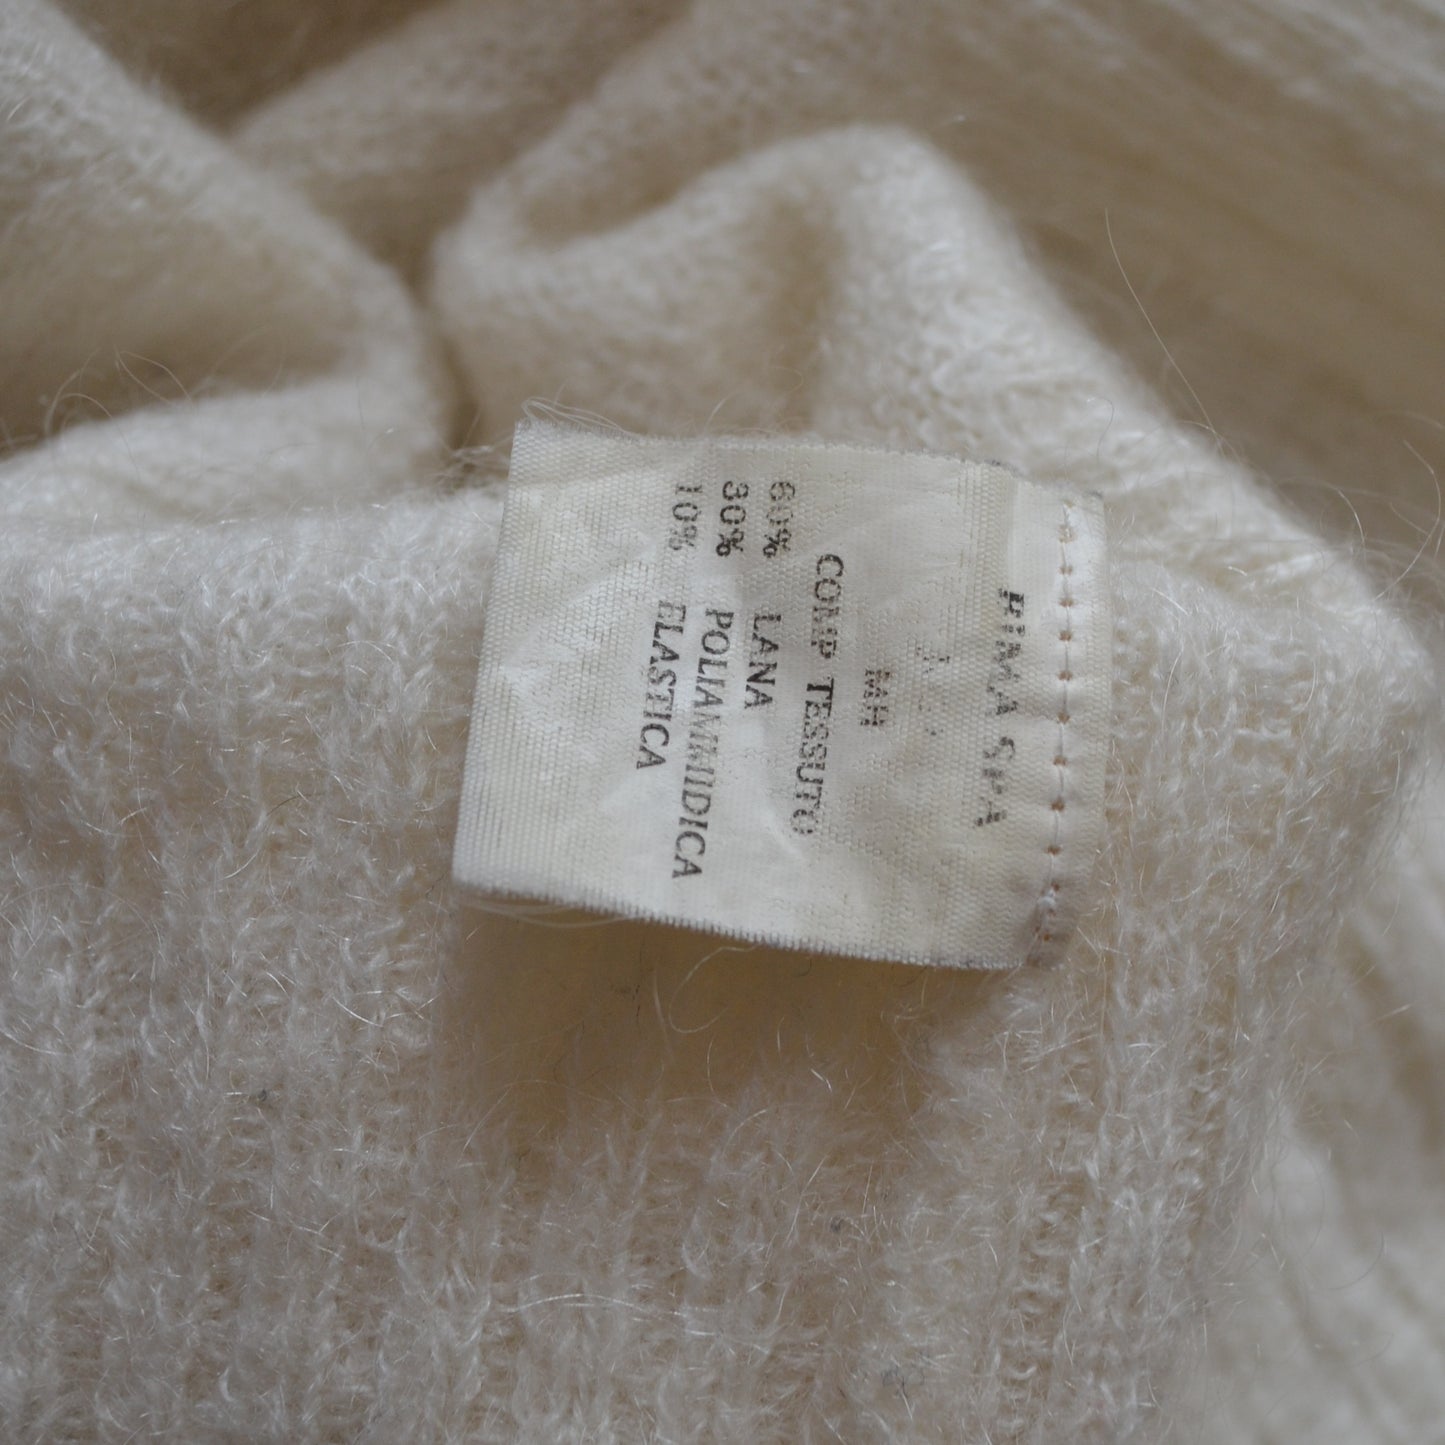 RIMA SPA
MH
COMP TESSUTO
60% LANA
30% POLIAMMIDICA
10% ELASTICA